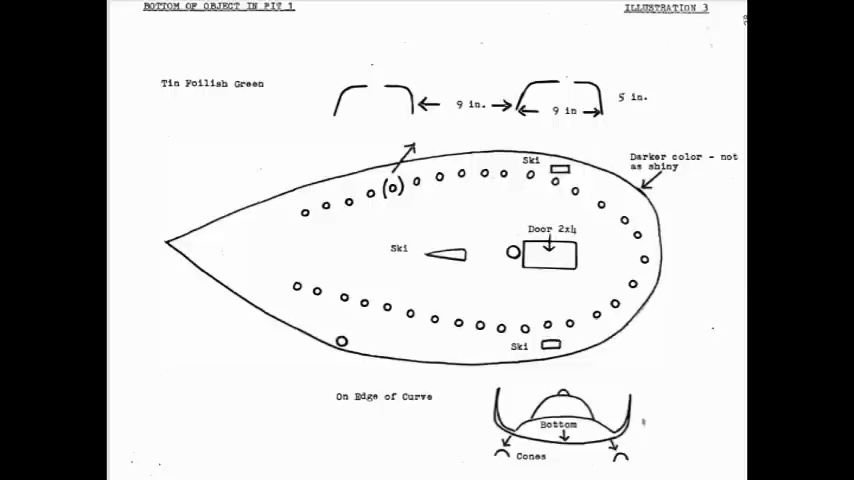 BOTTOM OF OBJECT IN PIT 1
ILLUSTRATION 3
Tin Foilish Green
9 in.
9 in
5 in.
Ski
Darker color - not
as shiny
Door 2x4
Ski
Ski
On Edge of Curve
Bottom
Cones